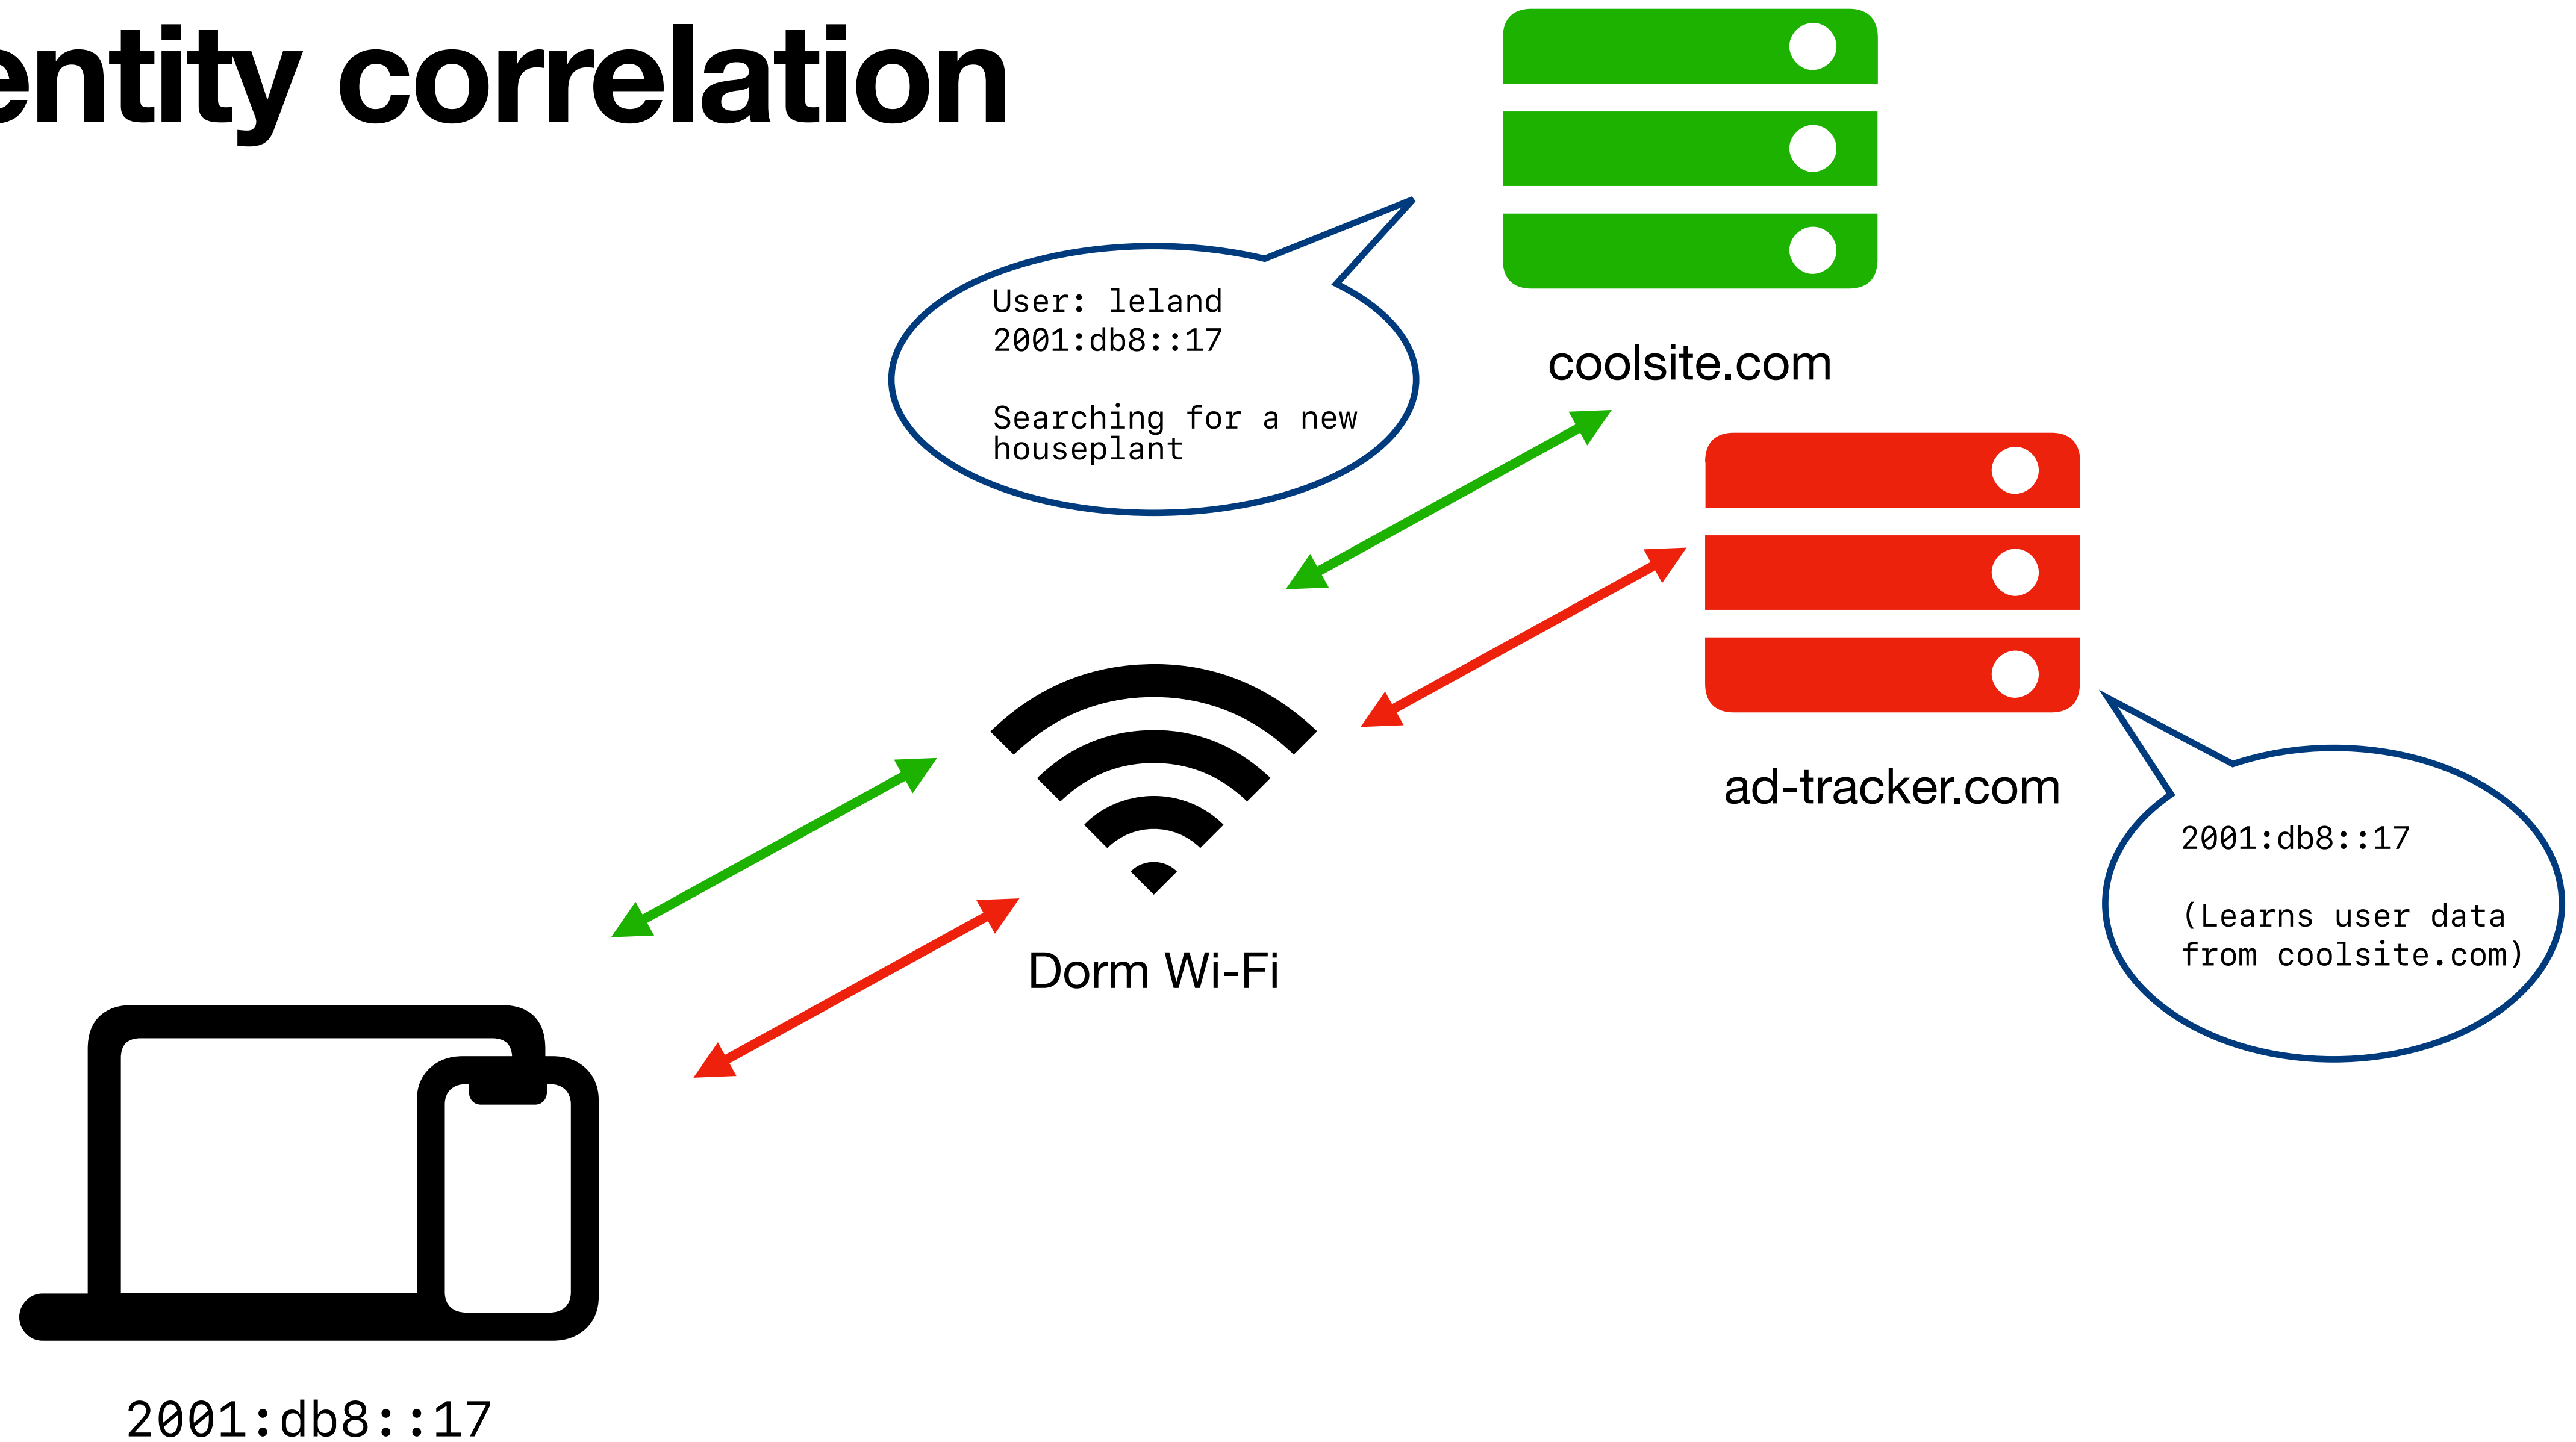 entity correlation
User: leland
2001:db8::17
Searching for a new
houseplant
coolsite.com
ad-tracker.com
2001:db8::17
(Learns user data
from coolsite.com)
Dorm Wi-Fi
2001:db8::17